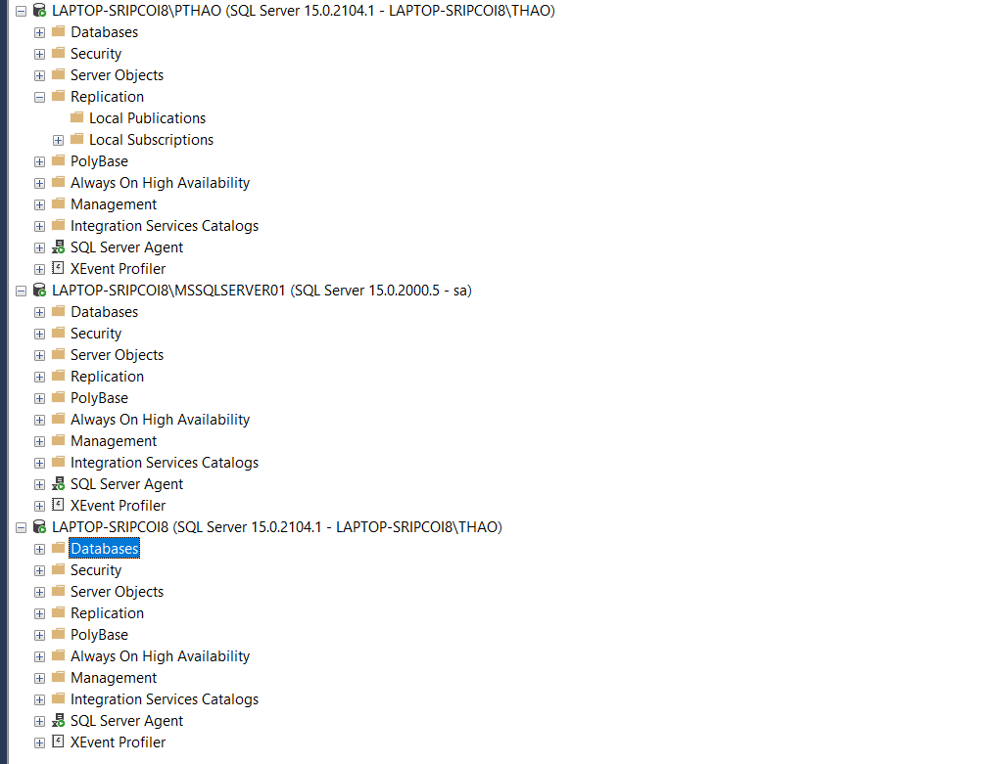 LAPTOP-SRIPCOI8\PTHAO (SQL Server 15.0.2104.1 - LAPTOP-SRIPCOI8\THAO)
Databases
Security
Server Objects
Replication
Local Publications
Local Subscriptions
PolyBase
Always On High Availability
Management
Integration Services Catalogs
SQL Server Agent
XEvent Profiler
LAPTOP-SRIPCOI8\MSSQLSERVER01 (SQL Server 15.0.2000.5 - sa)
Databases
Security
Server Objects
Replication
PolyBase
Always On High Availability
Management
Integration Services Catalogs
SQL Server Agent
XEvent Profiler
LAPTOP-SRIPCOI8 (SQL Server 15.0.2104.1 - LAPTOP-SRIPCOI8\THAO)
Databases
Security
Server Objects
Replication
PolyBase
Always On High Availability
Management
Integration Services Catalogs
SQL Server Agent
XEvent Profiler